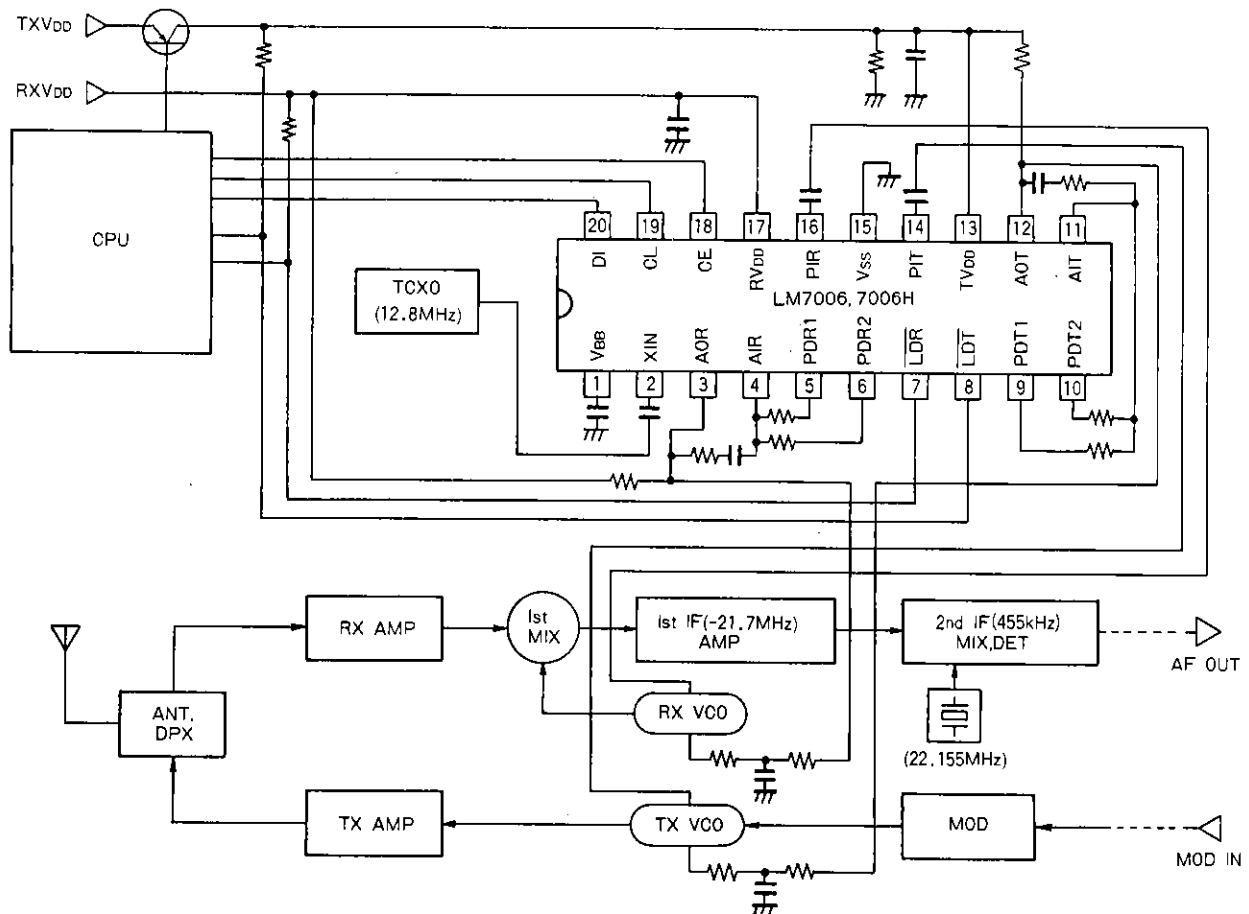 TXVDD
RXVDD
CPU
TCXO
(12.8MHz)
20 19 18 17 16 15 14 13 12 11
DI CL CE RVDD PIR Vss PIT TVDD AOT AIT
LM7006, 7006H
VBB XIN AOR AIR PDR1 PDR2 LDR LDT PDT1 PDT2
1 2 3 4 5 6 7 8 9 10
RX AMP
Ist
MIX
Ist IF(-21.7MHz)
AMP
2nd IF(455kHz)
MIX,DET
AF OUT
ANT.
DPX
RX VCO
(22.155MHz)
TX AMP
TX VCO
MOD
MOD IN